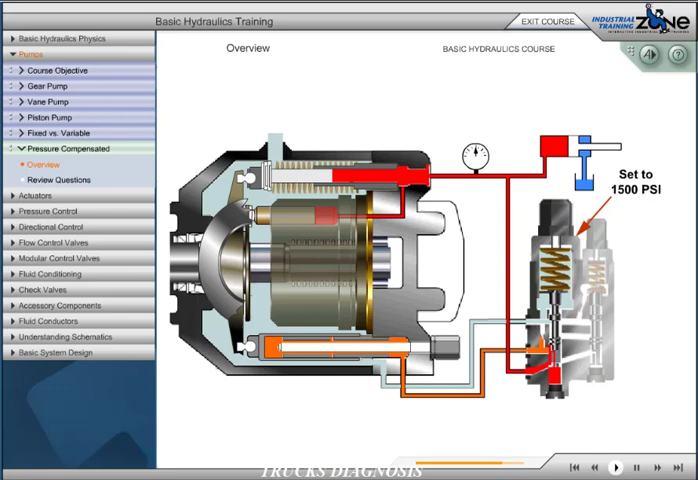 Basic Hydraulics Training
EXIT COURSE
INDUSTRIAL
TRAINING
ZONE
Basic Hydraulics Physics
Pumps
Course Objective
Gear Pump
Vane Pump
Piston Pump
Fixed vs. Variable
Pressure Compensated
Overview
Review Questions
Actuators
Pressure Control
Directional Control
Flow Control Valves
Modular Control Valves
Fluid Conditioning
Check Valves
Accessory Components
Fluid Conductors
Understanding Schematics
Basic System Design
Overview
BASIC HYDRAULICS COURSE
A
?
Set to
1500 PSI
TRUCKS DIAGNOSIS